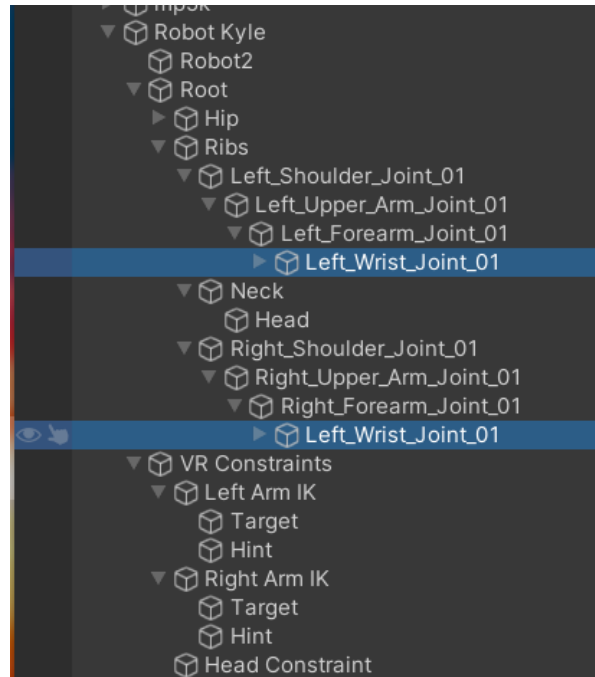 Robot Kyle
Robot2
Root
Hip
Ribs
Left_Shoulder_Joint_01
Left_Upper_Arm_Joint_01
Left_Forearm_Joint_01
Left_Wrist_Joint_01
Neck
Head
Right_Shoulder_Joint_01
Right_Upper_Arm_Joint_01
Right_Forearm_Joint_01
Left_Wrist_Joint_01
VR Constraints
Left Arm IK
Target
Hint
Right Arm IK
Target
Hint
Head Constraint